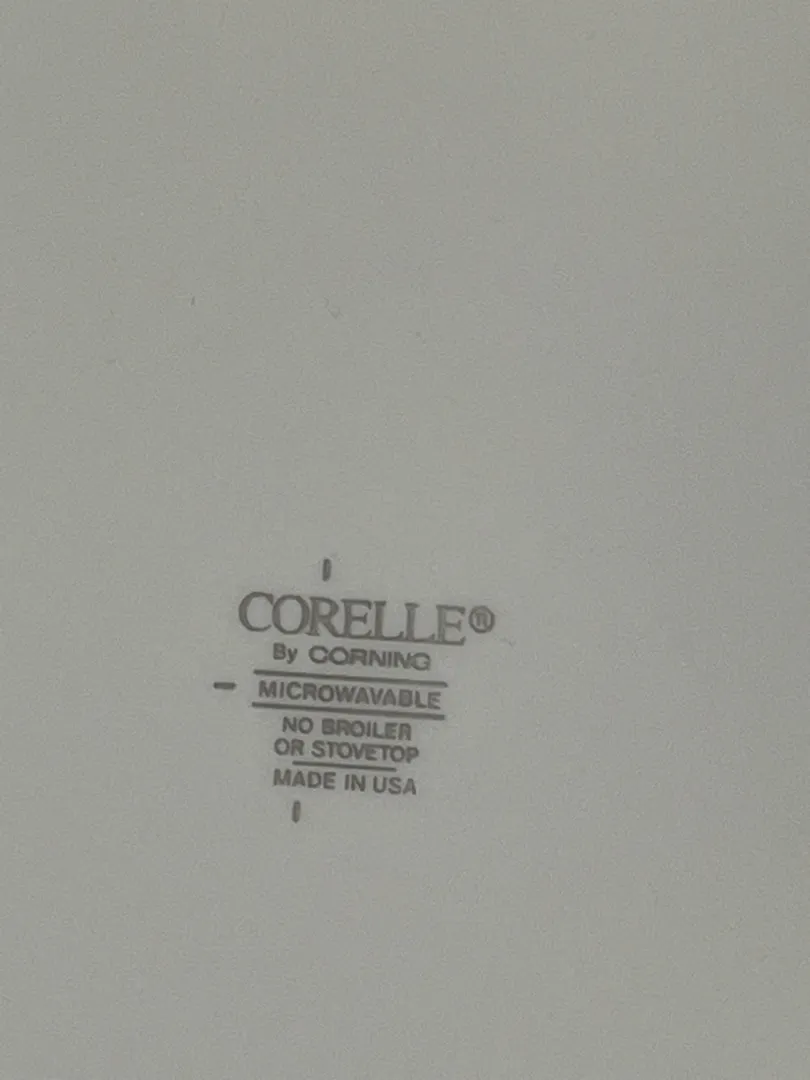 CORELLE®
By CORNING
MICROWAVABLE
NO BROILER
OR STOVETOP
MADE IN USA